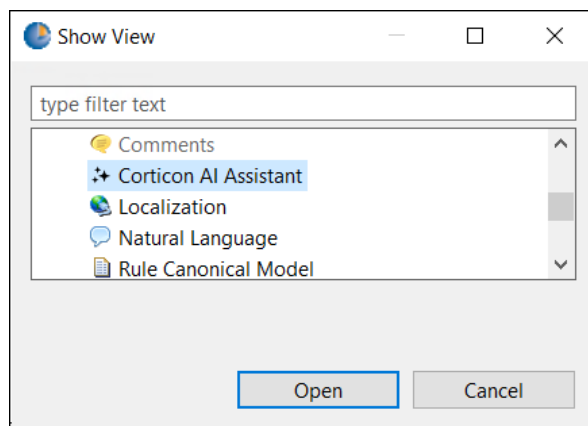 Show View
type filter text
Comments
Corticon AI Assistant
Localization
Natural Language
Rule Canonical Model
Open Cancel